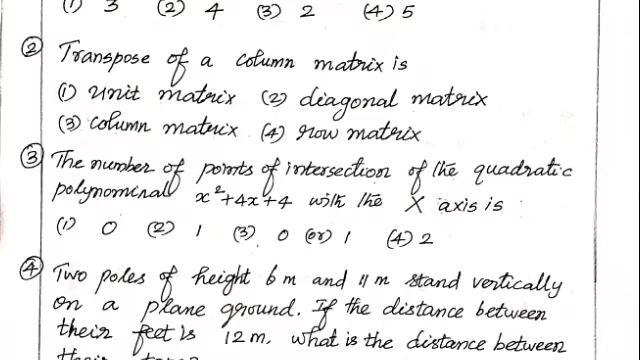 (1) 3 (2) 4 (3) 2 (4) 5
② Transpose of a column matrix is
(1) unit matrix (2) diagonal matrix
(3) column matrix (4) row matrix
③ The number of points of intersection of the quadratic
polynominal x²+4x+4 with the X axis is
(1) 0 (2) 1 (3) 0 (or) 1 (4) 2
④ Two poles of height 6 m and 11 m stand vertically
on a plane ground. If the distance between
their feet is 12 m, what is the distance between